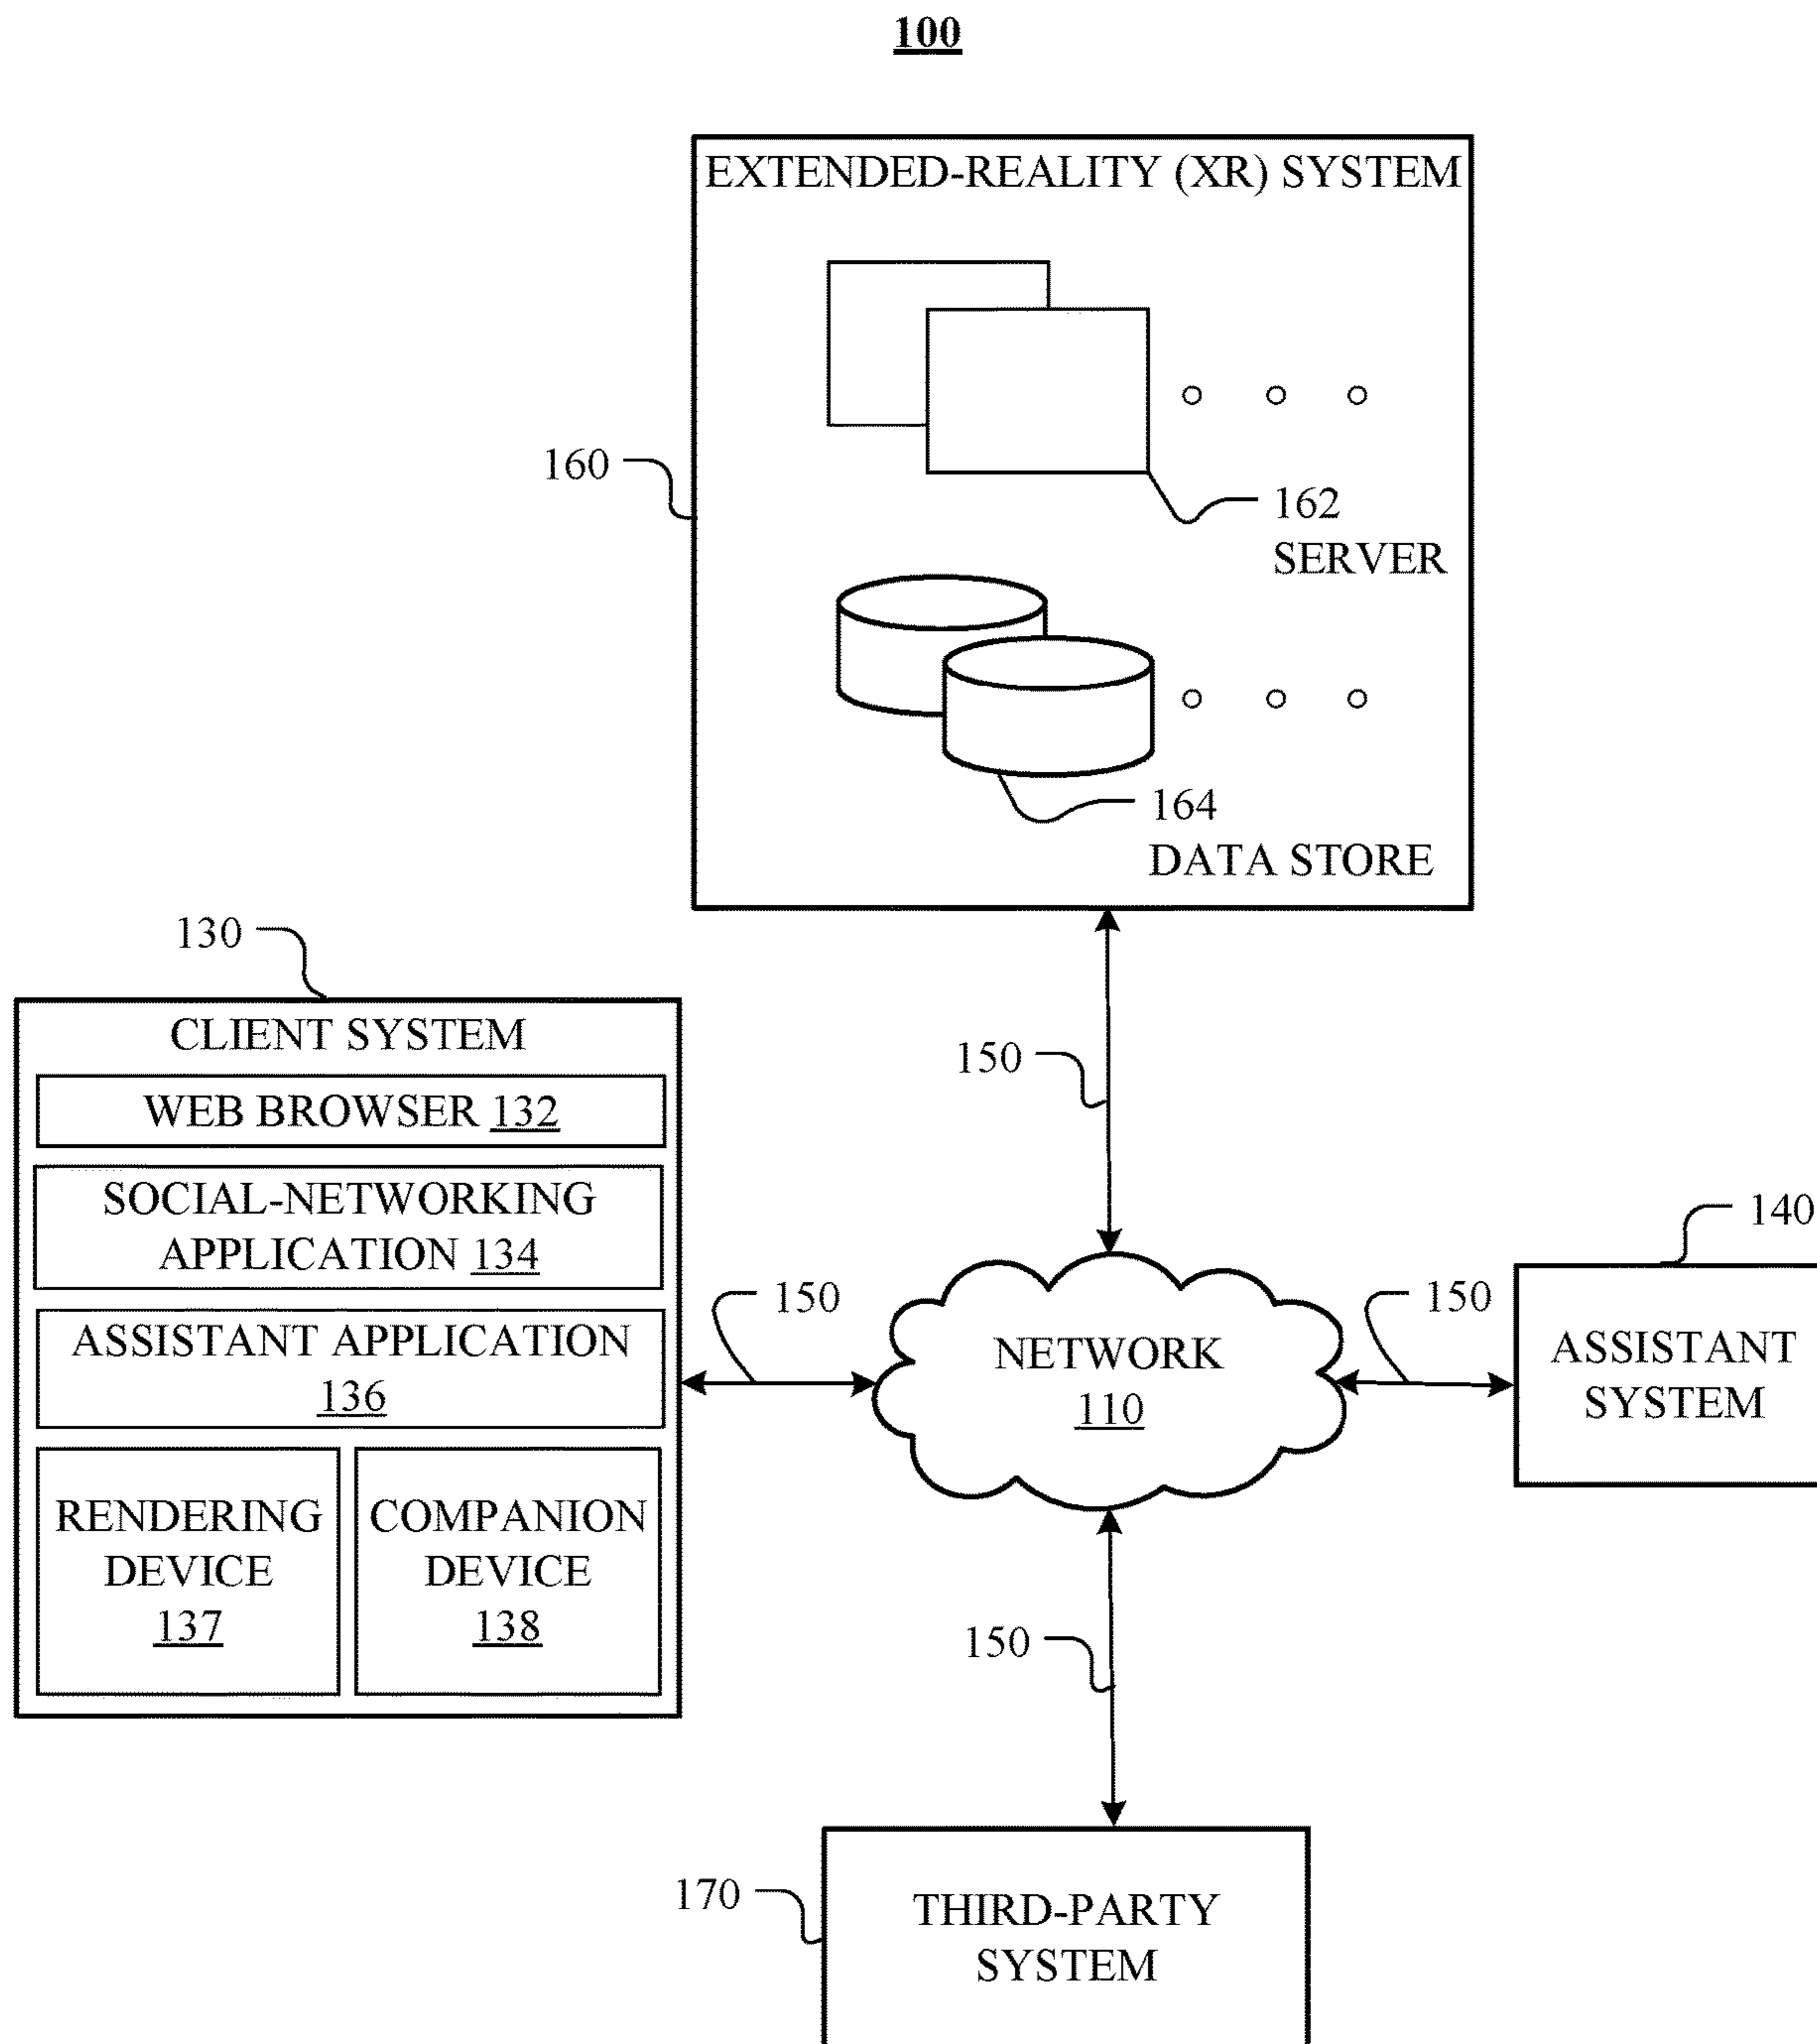 100
EXTENDED-REALITY (XR) SYSTEM
160
162
SERVER
164
DATA STORE
130
CLIENT SYSTEM
WEB BROWSER 132
SOCIAL-NETWORKING
APPLICATION 134
ASSISTANT APPLICATION
136
RENDERING
DEVICE
137
COMPANION
DEVICE
138
150
150
NETWORK
110
150
140
ASSISTANT
SYSTEM
150
170
THIRD-PARTY
SYSTEM